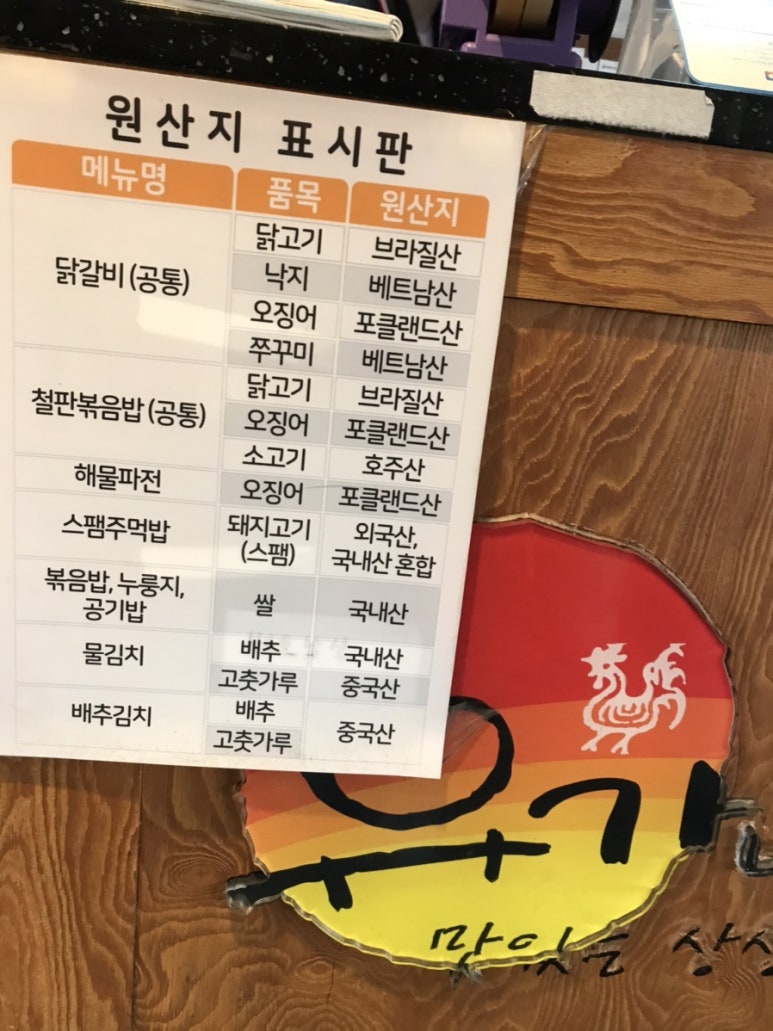 원산지 표시판
메뉴명 품목 원산지
닭갈비 (공통)
닭고기 브라질산
낙지 베트남산
오징어 포클랜드산
쭈꾸미 베트남산
철판볶음밥 (공통)
닭고기 브라질산
오징어 포클랜드산
소고기 호주산
해물파전 오징어 포클랜드산
스팸주먹밥
돼지고기
(스팸)
외국산,
국내산 혼합
볶음밥, 누룽지,
공기밥
쌀 국내산
물김치
배추 국내산
고춧가루 중국산
배추김치
배추
고춧가루
중국산
유가
맛있는 상상